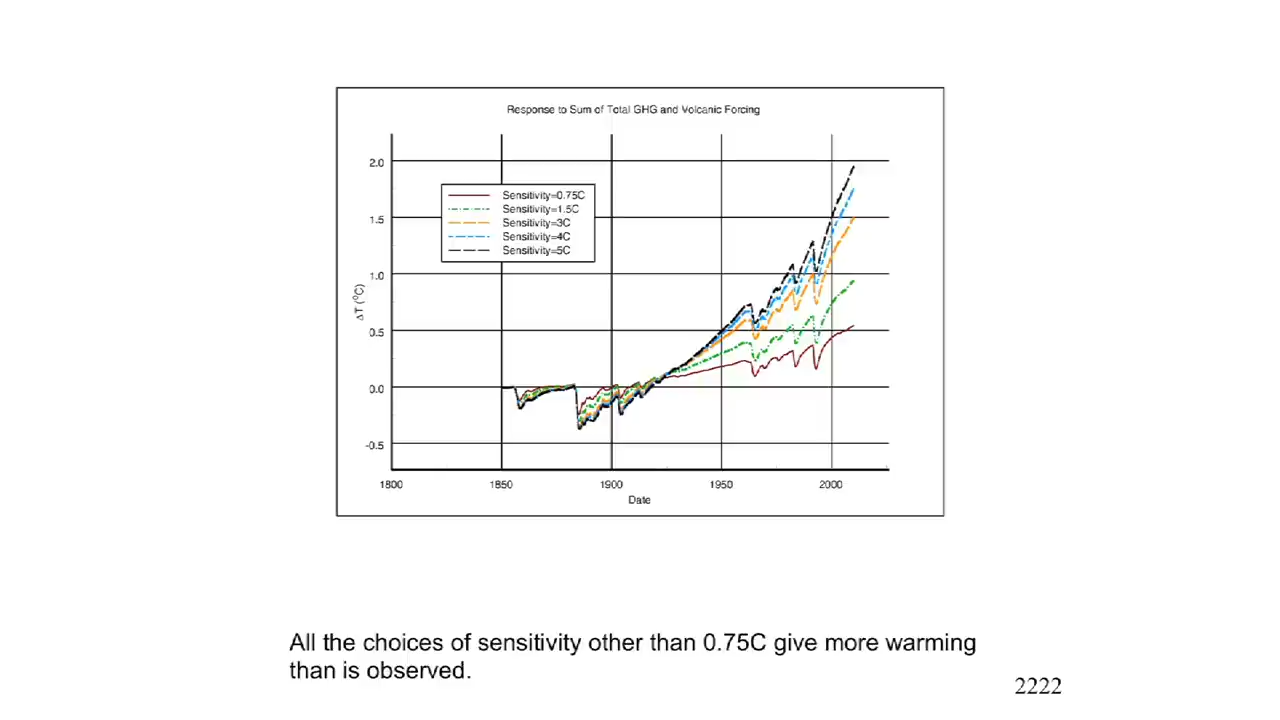 Response to Sum of Total GHG and Volcanic Forcing
2.0
1.5
1.0
0.5
0.0
-0.5
ΔT (°C)
Sensitivity=0.75C
Sensitivity=1.5C
Sensitivity=3C
Sensitivity=4C
Sensitivity=5C
1800 1850 1900 1950 2000
Date
All the choices of sensitivity other than 0.75C give more warming
than is observed.
2222